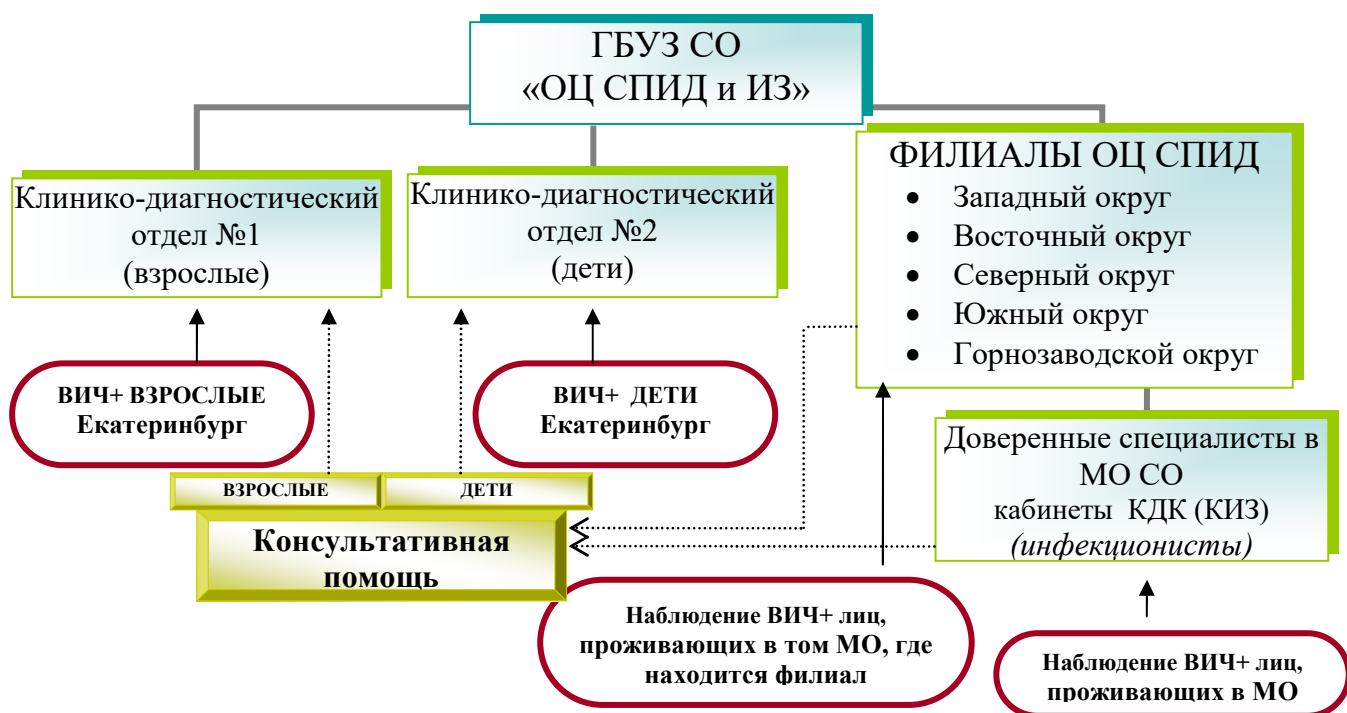 ГБУЗ СО
«ОЦ СПИД и ИЗ»
Клинико-диагностический
отдел №1
(взрослые)
Клинико-диагностический
отдел №2
(дети)
ФИЛИАЛЫ ОЦ СПИД
• Западный округ
• Восточный округ
• Северный округ
• Южный округ
• Горнозаводской округ
ВИЧ+ ВЗРОСЛЫЕ
Екатеринбург
ВИЧ+ ДЕТИ
Екатеринбург
Доверенные специалисты в
МО СО
кабинеты КДК (КИЗ)
(инфекционисты)
ВЗРОСЛЫЕ
ДЕТИ
Консультативная
помощь
Наблюдение ВИЧ+ лиц,
проживающих в том МО, где
находится филиал
Наблюдение ВИЧ+ лиц,
проживающих в МО